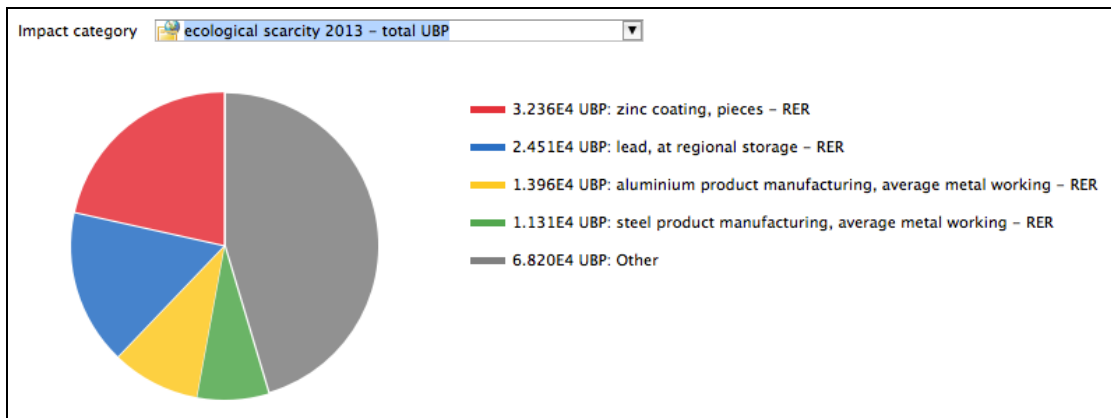 Impact category ecological scarcity 2013 – total UBP
3.236E4 UBP: zinc coating, pieces – RER
2.451E4 UBP: lead, at regional storage – RER
1.396E4 UBP: aluminium product manufacturing, average metal working – RER
1.131E4 UBP: steel product manufacturing, average metal working – RER
6.820E4 UBP: Other